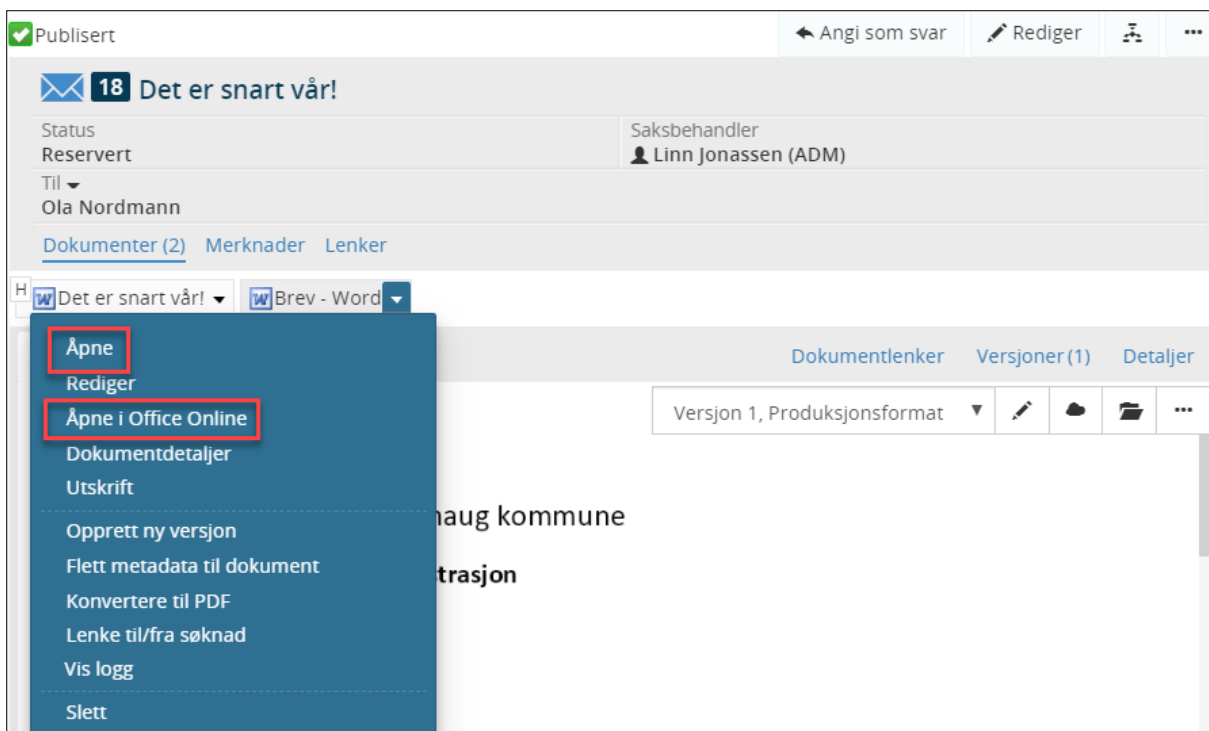 Publisert
Angi som svar
Rediger
18 Det er snart vår!
Status
Reservert
Saksbehandler
Linn Jonassen (ADM)
Til
Ola Nordmann
Dokumenter (2) Merknader Lenker
H
Det er snart vår!
Brev - Word
Åpne
Rediger
Åpne i Office Online
Dokumentdetaljer
Utskrift
Opprett ny versjon
Flett metadata til dokument
Konvertere til PDF
Lenke til/fra søknad
Vis logg
Slett
Dokumentlenker Versjoner (1) Detaljer
Versjon 1, Produksjonsformat
naug kommune
strasjon